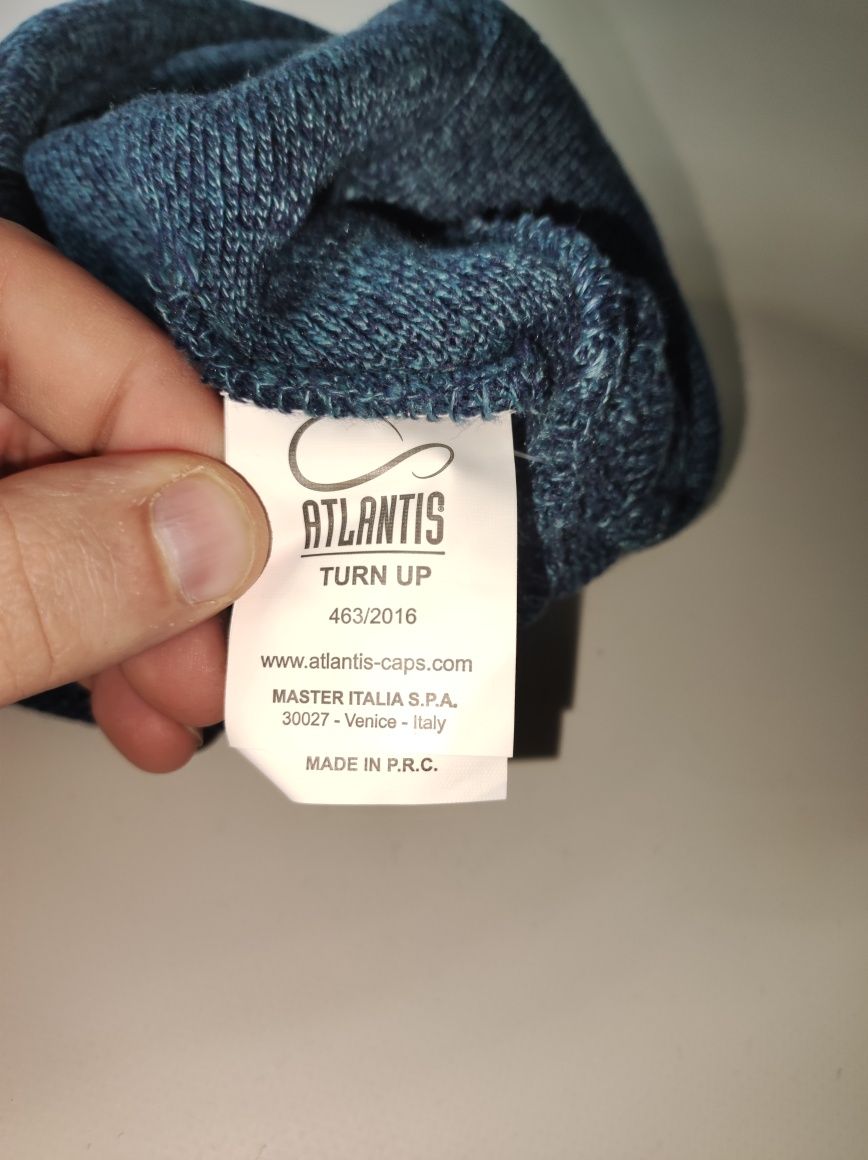 ATLANTIS®
TURN UP
463/2016
www.atlantis-caps.com
MASTER ITALIA S.P.A.
30027 - Venice - Italy
MADE IN P.R.C.